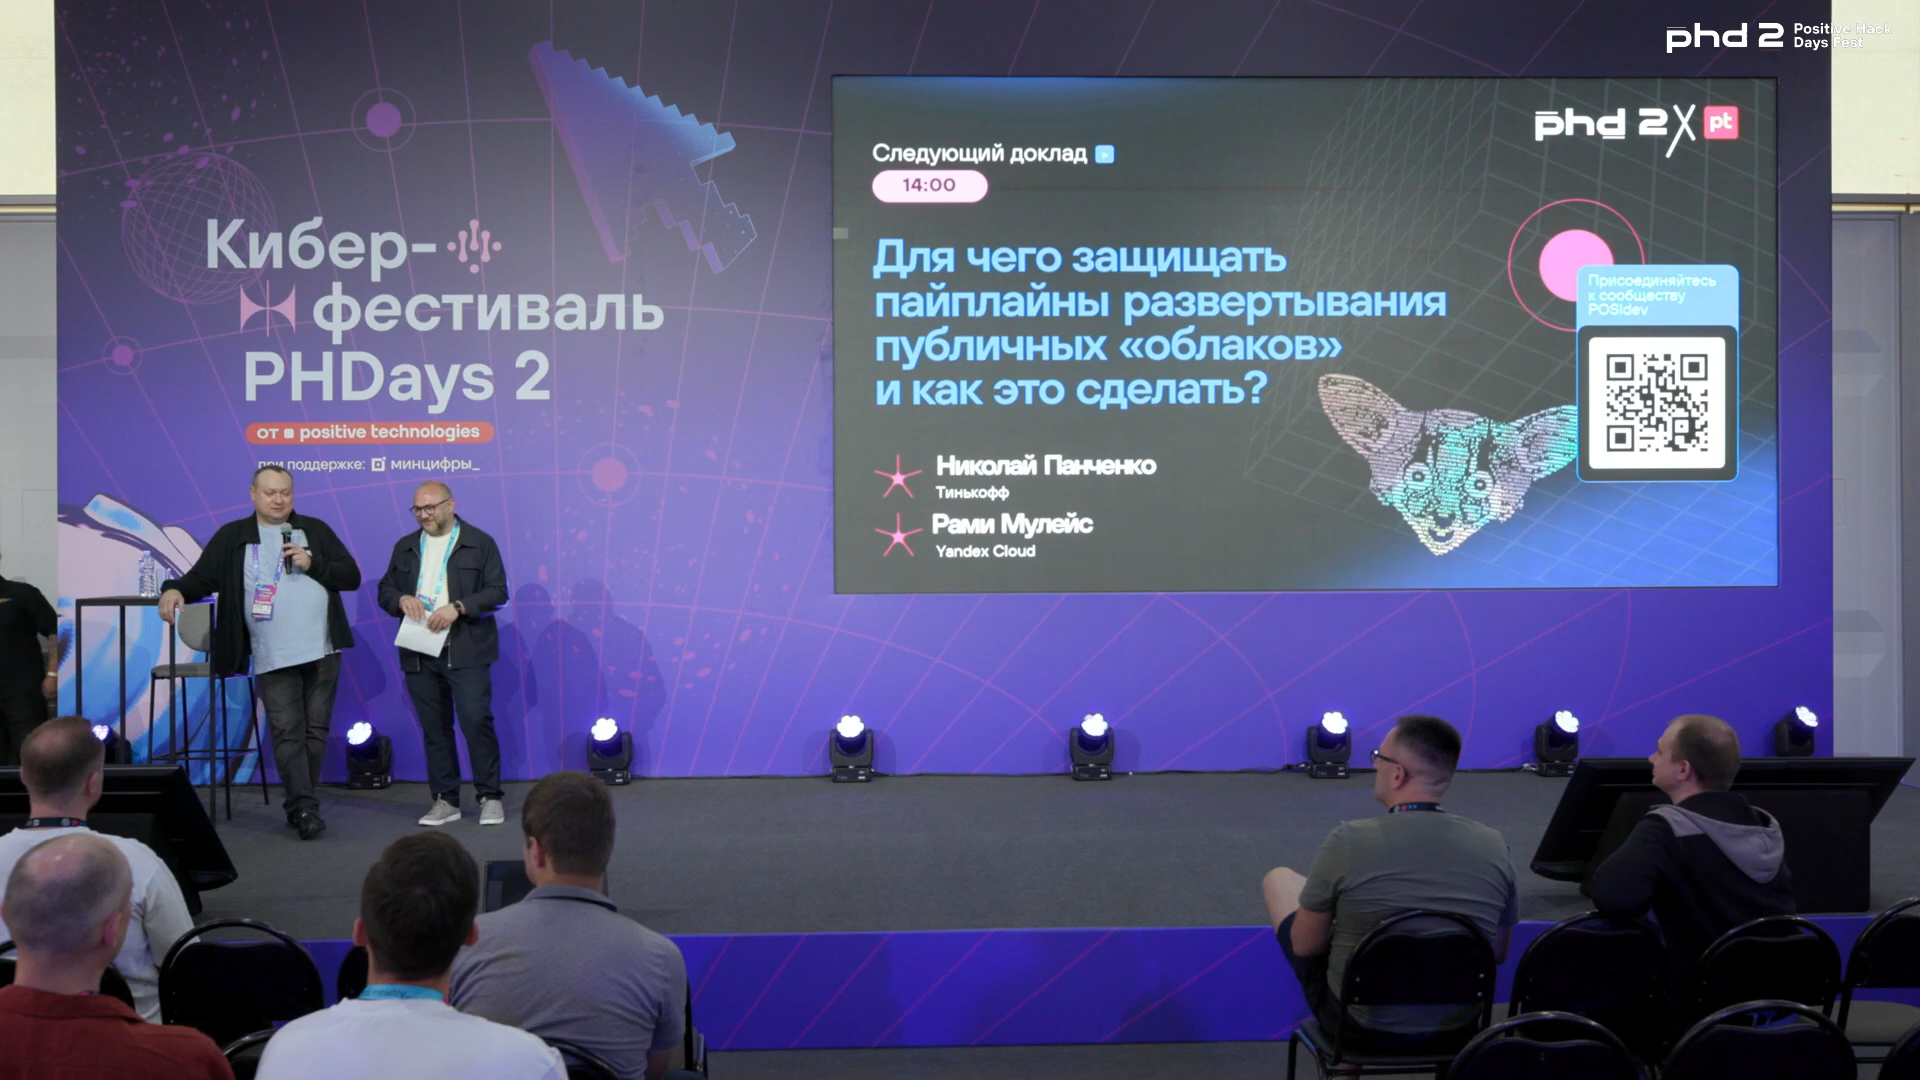 phd 2 Positive Hack
Days Fest
Кибер-
фестиваль
PHDays 2
от positive technologies
при поддержке: минцифры_
phd 2 X pt
Следующий доклад
14:00
Для чего защищать
пайплайны развертывания
публичных «облаков»
и как это сделать?
Николай Панченко
Тинькофф
Рами Мулейс
Yandex Cloud
Присоединяйтесь
к сообществу
POSIdev